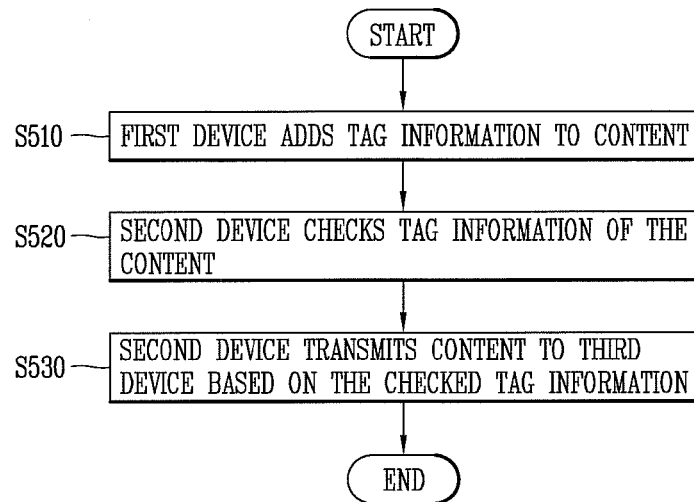 START
S510 FIRST DEVICE ADDS TAG INFORMATION TO CONTENT
S520 SECOND DEVICE CHECKS TAG INFORMATION OF THE
CONTENT
S530 SECOND DEVICE TRANSMITS CONTENT TO THIRD
DEVICE BASED ON THE CHECKED TAG INFORMATION
END